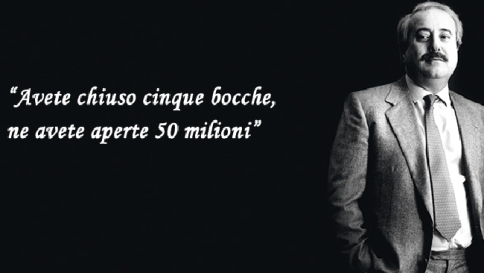 “Avete chiuso cinque bocche,
ne avete aperte 50 milioni”